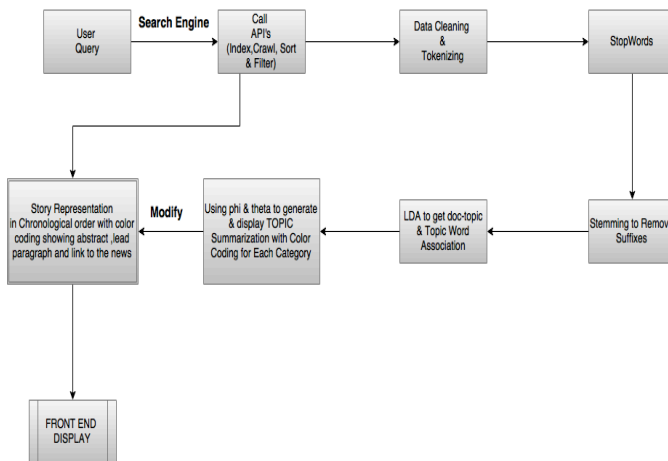 User
Query
Search Engine
Call
API's
(Index,Crawl, Sort
& Filter)
Data Cleaning
&
Tokenizing
StopWords
Story Representation
in Chronological order with color
coding showing abstract ,lead
paragraph and link to the news
Modify
Using phi & theta to generate
& display TOPIC
Summarization with Color
Coding for Each Category
LDA to get doc-topic
& Topic Word
Association
Stemming to Remove
Suffixes
FRONT END
DISPLAY